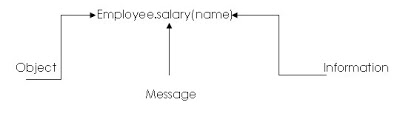 Employee.salary(name)
Object
Information
Message